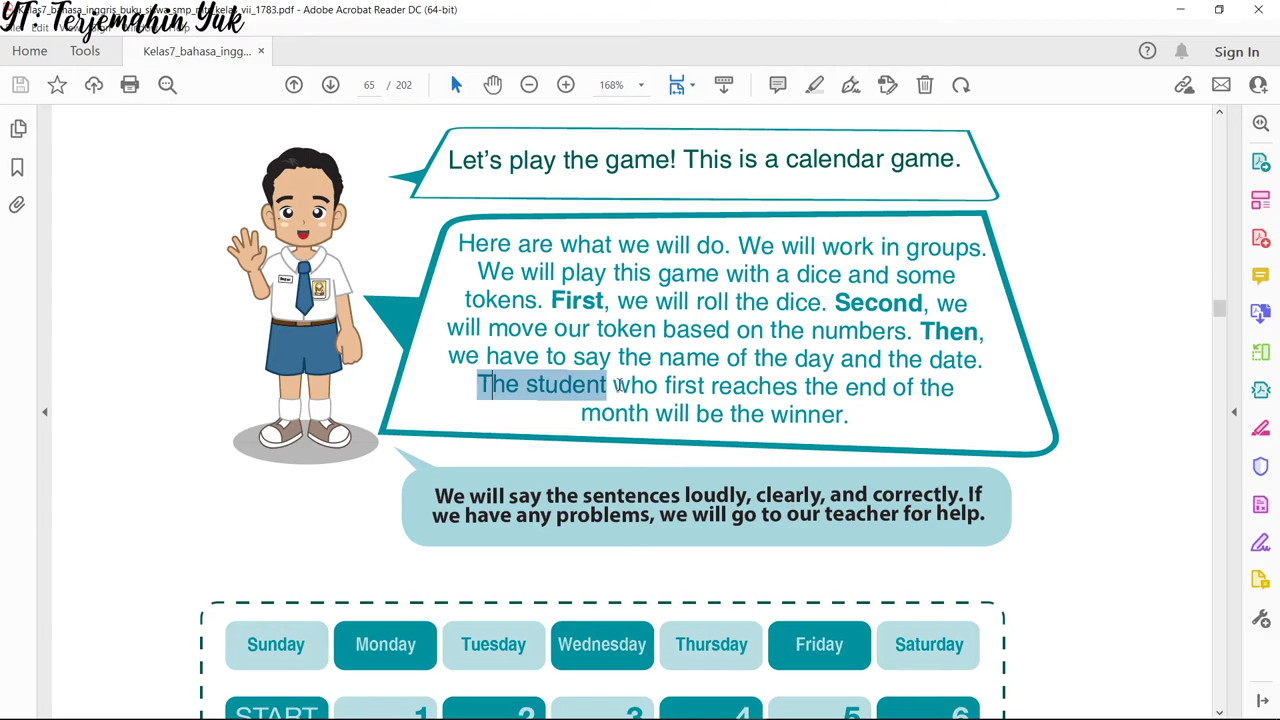 Kelas7_bahasa_inggris_buku_siswa_smp_mts_kelas_vii_1783.pdf - Adobe Acrobat Reader DC (64-bit)
YT: Terjemahin Yuk
Home Tools Kelas7_bahasa_ingg... × Sign In
65 / 202 168%
Let's play the game! This is a calendar game.
Here are what we will do. We will work in groups.
We will play this game with a dice and some
tokens. First, we will roll the dice. Second, we
will move our token based on the numbers. Then,
we have to say the name of the day and the date.
The student who first reaches the end of the
month will be the winner.
We will say the sentences loudly, clearly, and correctly. If
we have any problems, we will go to our teacher for help.
Sunday Monday Tuesday Wednesday Thursday Friday Saturday
START 1 2 3 4 5 6